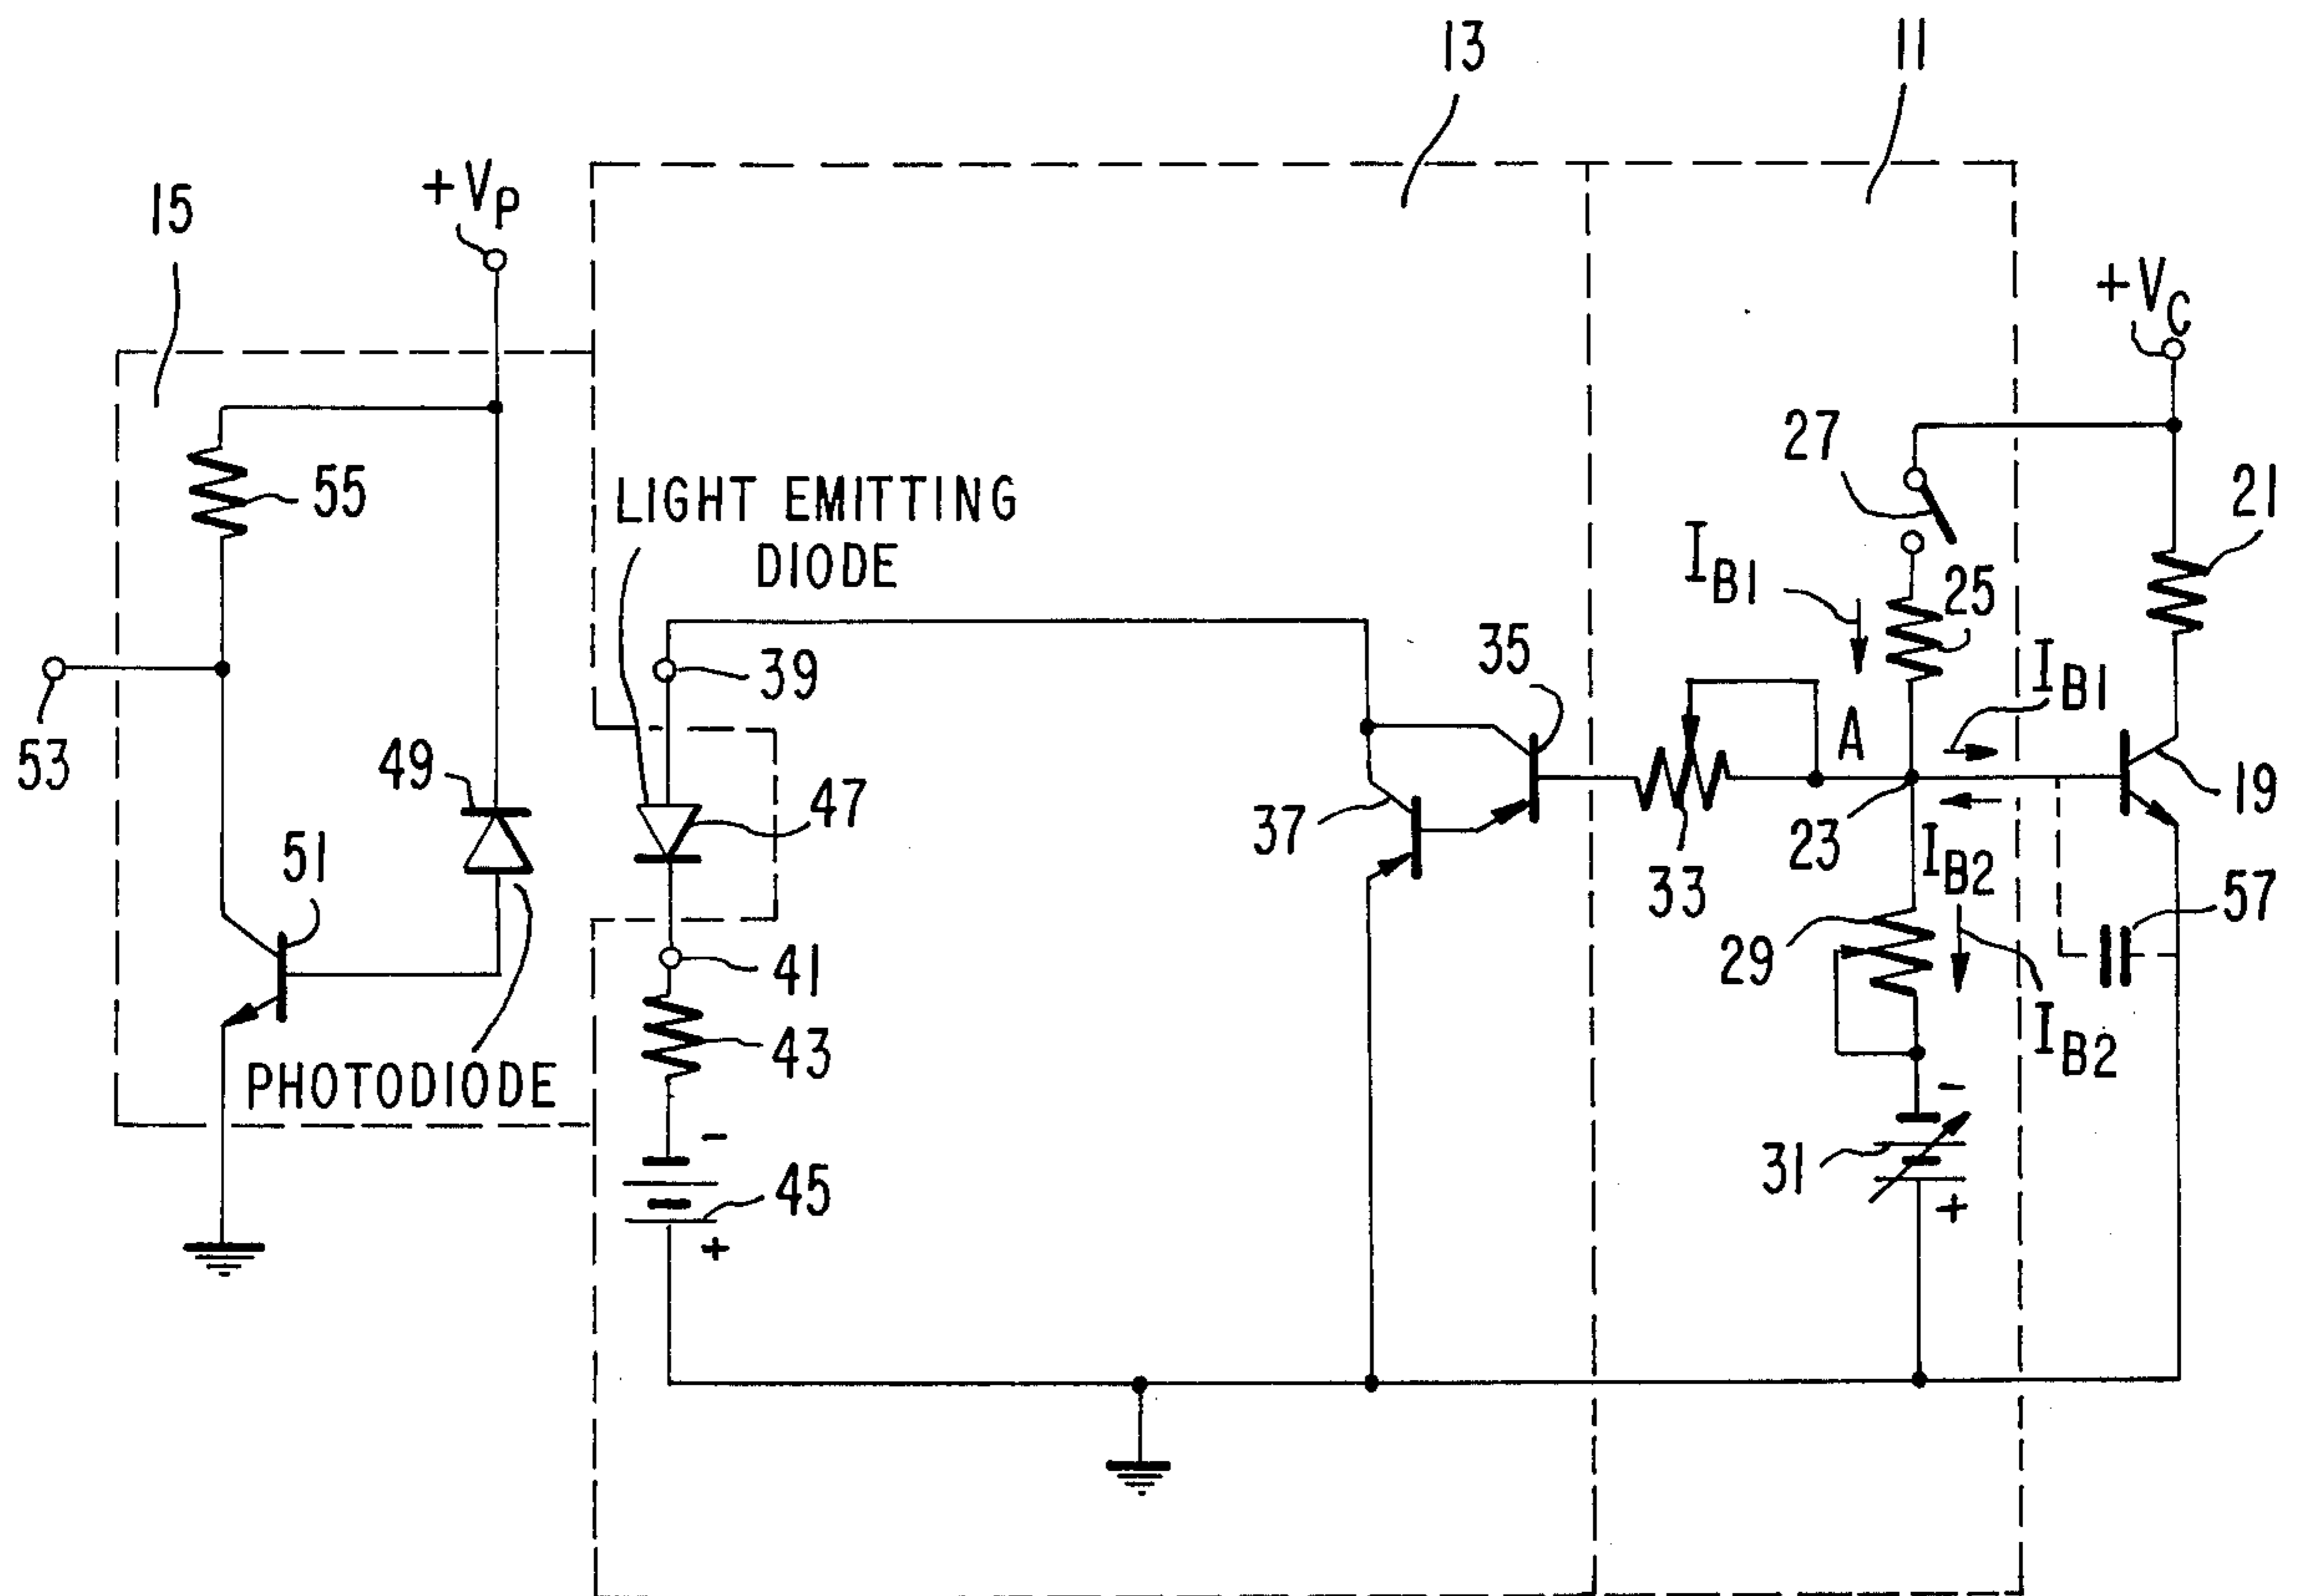 13
11
15
+VP
+VC
27
21
55
LIGHT EMITTING
DIODE
IB1
25
35
IB1
39
A
53
49
47
37
19
51
33
23
IB2
57
41
29
43
IB2
PHOTODIODE
-
-
45
31
+
+